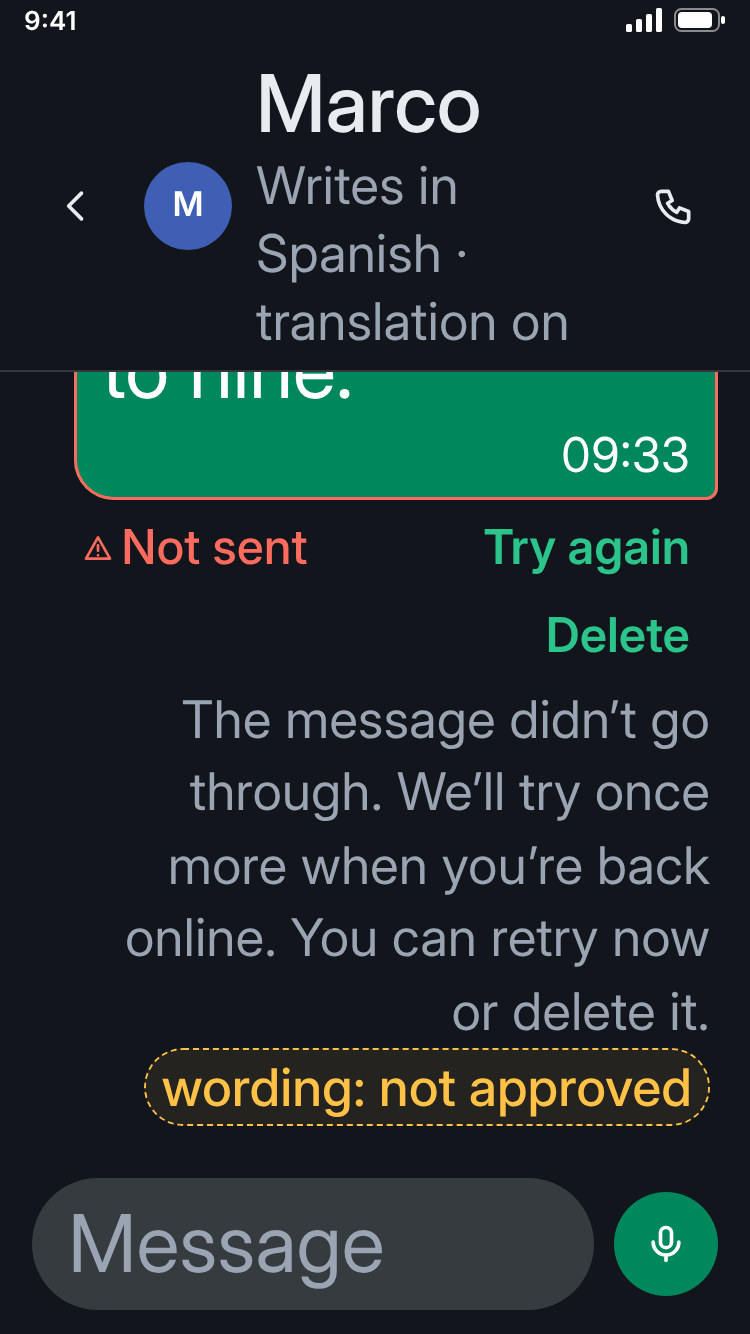 9:41
Marco
M
Writes in
Spanish ·
translation on
to nine.
09:33
Not sent
Try again
Delete
The message didn’t go
through. We’ll try once
more when you’re back
online. You can retry now
or delete it.
wording: not approved
Message